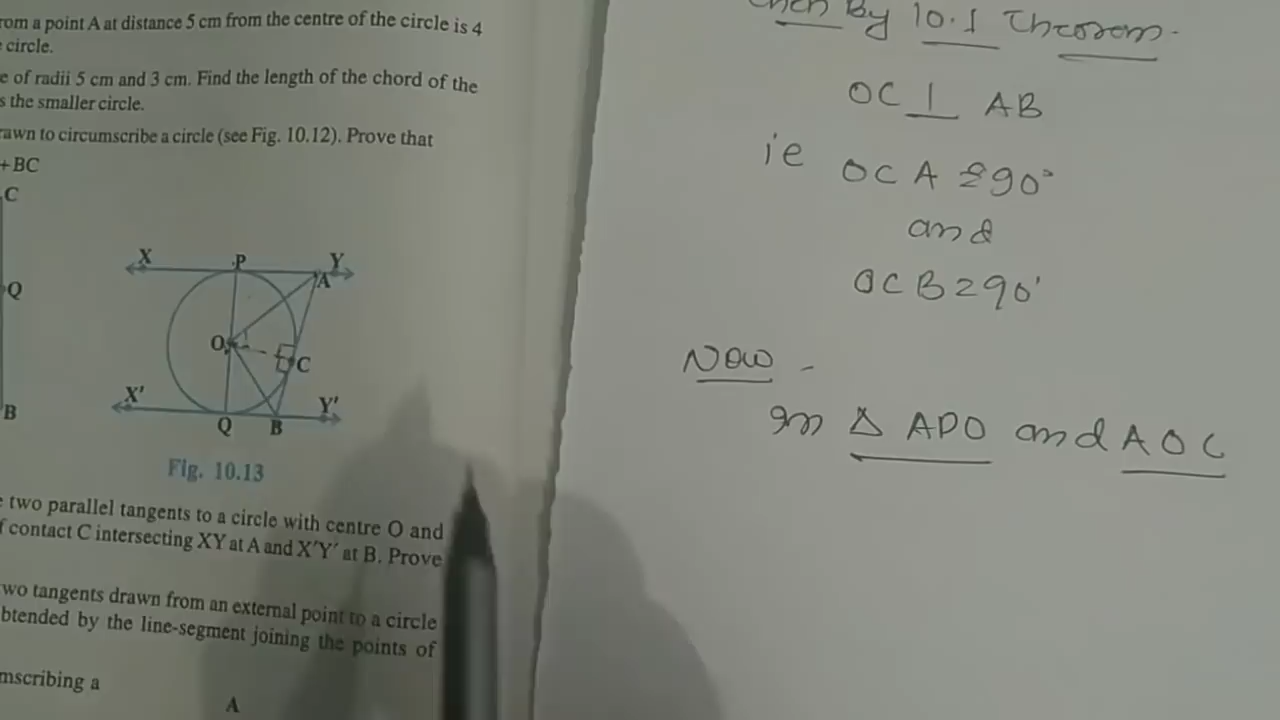 rom a point A at distance 5 cm from the centre of the circle is 4
circle.
e of radii 5 cm and 3 cm. Find the length of the chord of the
s the smaller circle.
rawn to circumscribe a circle (see Fig. 10.12). Prove that
+BC
C
Q
B
X P Y
A
O
C
X' Y'
Q B
Fig. 10.13
e two parallel tangents to a circle with centre O and
f contact C intersecting XY at A and X'Y' at B. Prove
wo tangents drawn from an external point to a circle
btended by the line-segment joining the points of
mscribing a
A
By 10.1 Theorem.
OC ⊥ AB
ie OCA = 90°
and
OCB = 90°
Now -
In △ APO and AOC